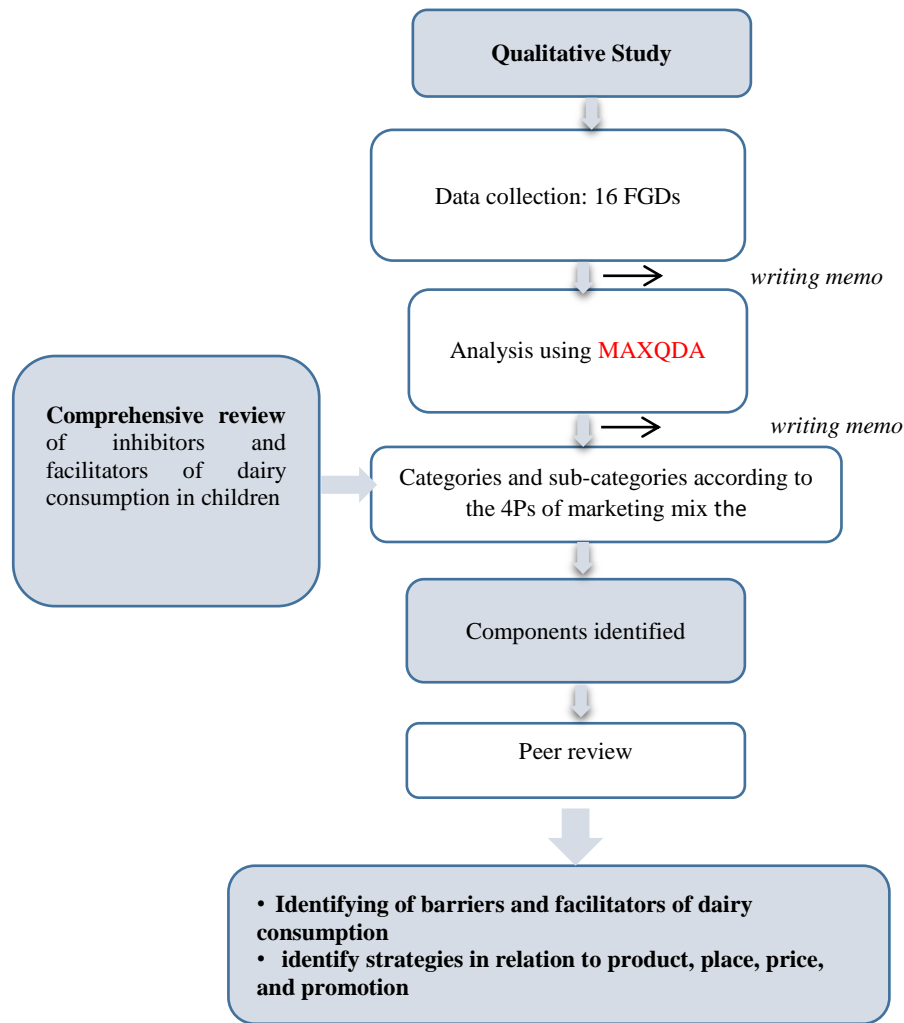 Qualitative Study
Data collection: 16 FGDs
writing memo
Analysis using MAXQDA
writing memo
Comprehensive review
of inhibitors and
facilitators of dairy
consumption in children
Categories and sub-categories according to
the 4Ps of marketing mix the
Components identified
Peer review
• Identifying of barriers and facilitators of dairy
consumption
• identify strategies in relation to product, place, price,
and promotion